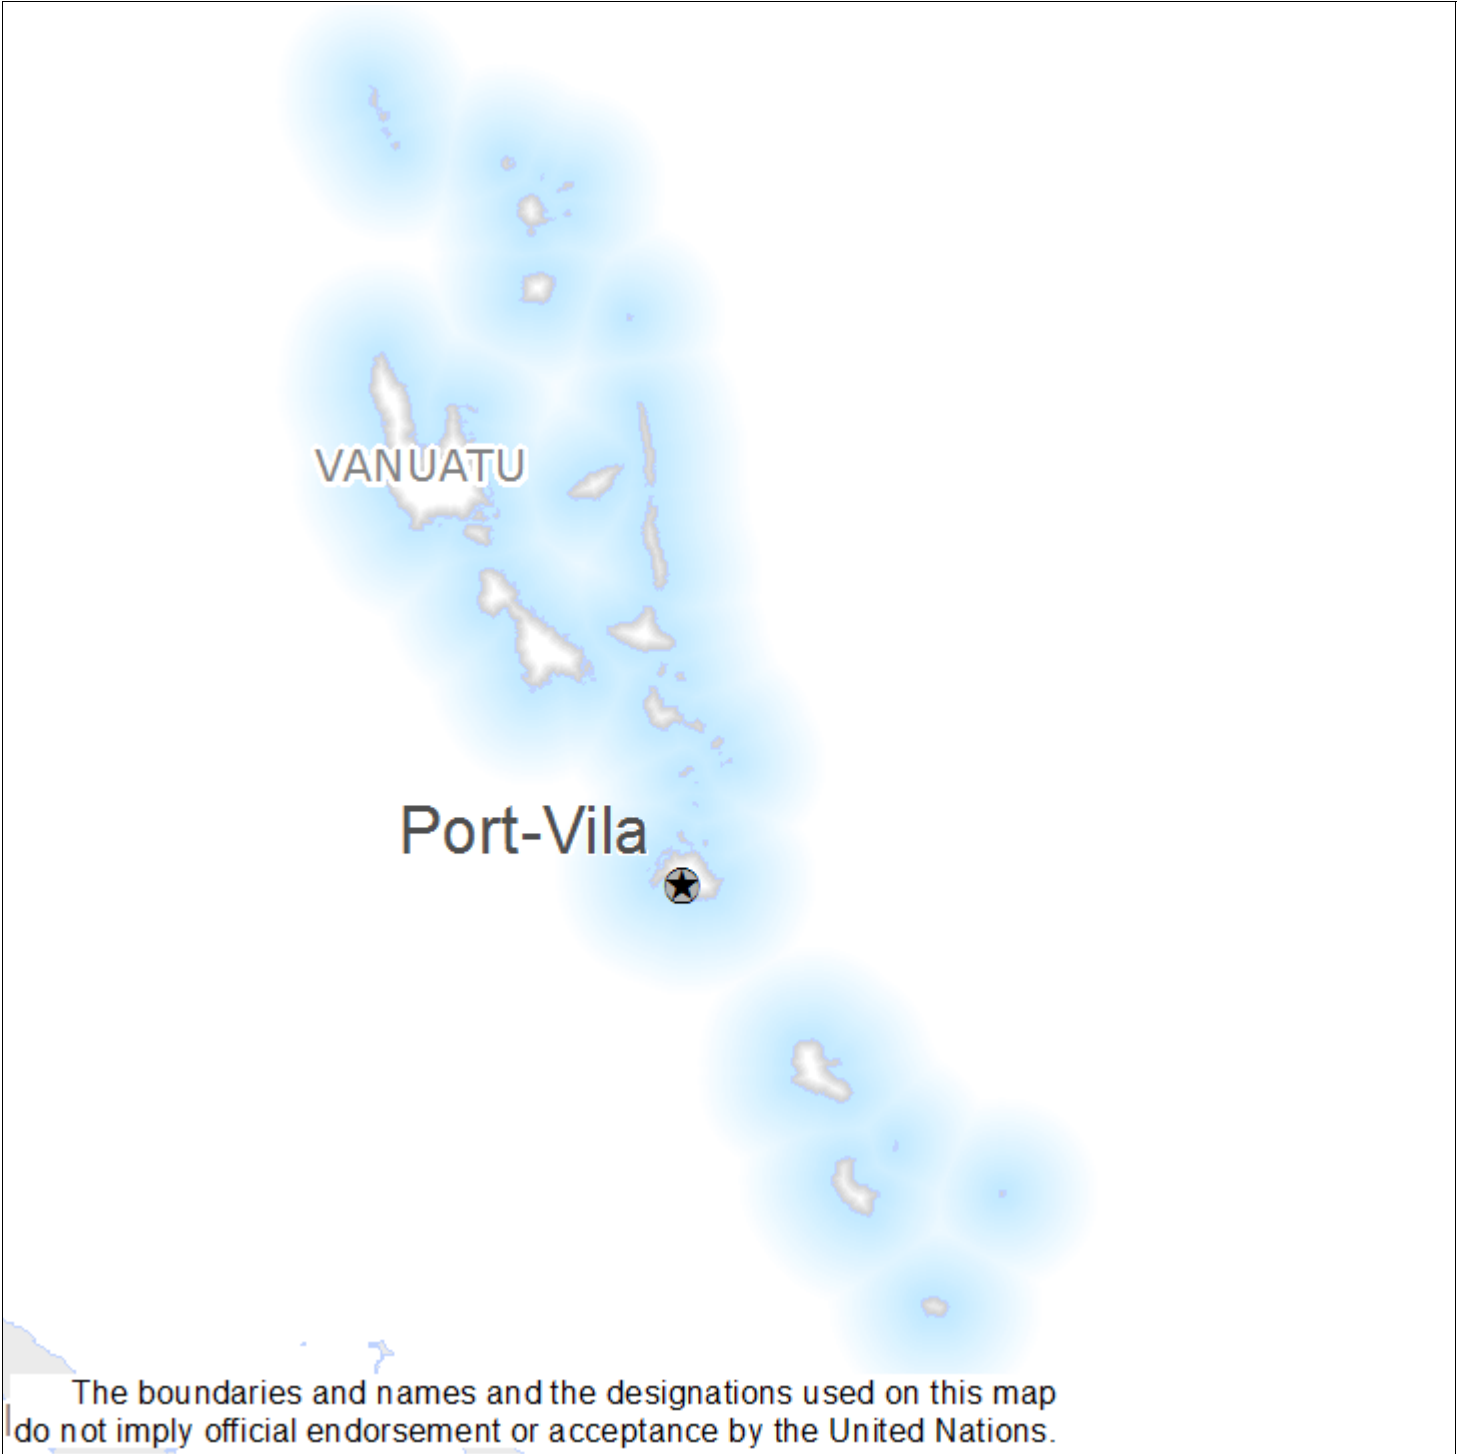 VANUATU
Port-Vila
The boundaries and names and the designations used on this map
do not imply official endorsement or acceptance by the United Nations.